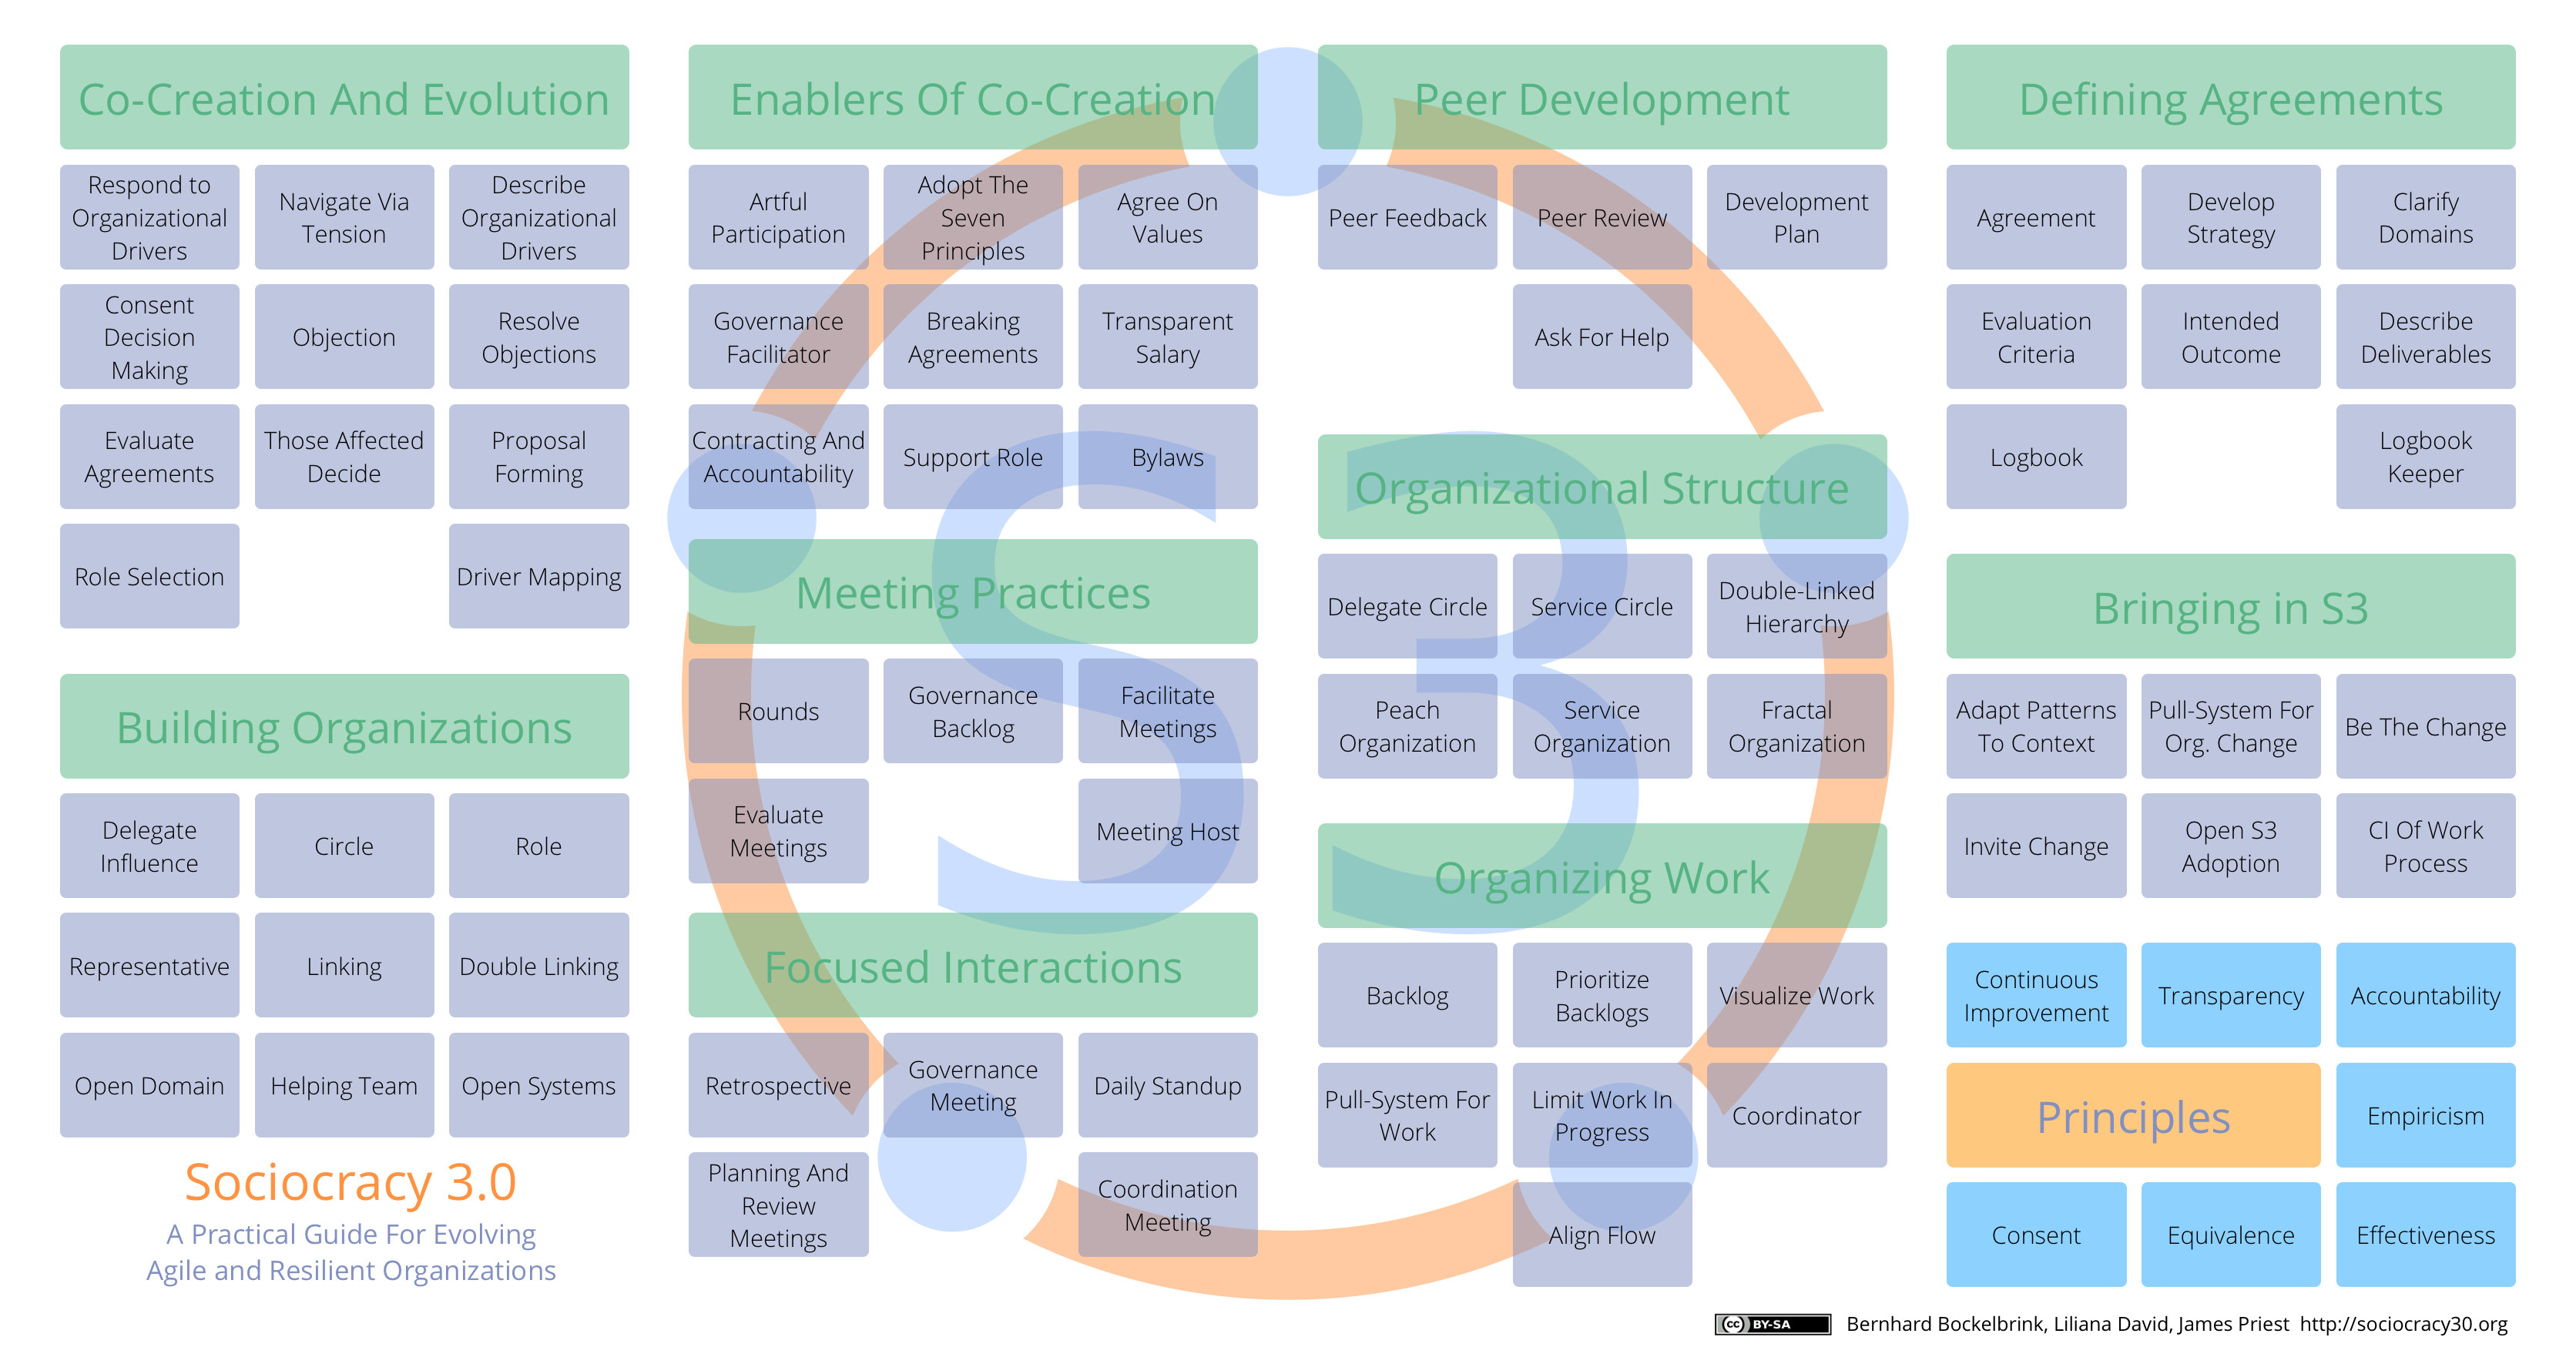 Co-Creation And Evolution
Respond to
Organizational
Drivers
Navigate Via
Tension
Describe
Organizational
Drivers
Consent
Decision
Making
Objection
Resolve
Objections
Evaluate
Agreements
Those Affected
Decide
Proposal
Forming
Role Selection
Driver Mapping
Building Organizations
Delegate
Influence
Circle
Role
Representative
Linking
Double Linking
Open Domain
Helping Team
Open Systems
Sociocracy 3.0
A Practical Guide For Evolving
Agile and Resilient Organizations
Enablers Of Co-Creation
Artful
Participation
Adopt The
Seven
Principles
Agree On
Values
Governance
Facilitator
Breaking
Agreements
Transparent
Salary
Contracting And
Accountability
Support Role
Bylaws
Meeting Practices
Rounds
Governance
Backlog
Facilitate
Meetings
Evaluate
Meetings
Meeting Host
Focused Interactions
Retrospective
Governance
Meeting
Daily Standup
Planning And
Review
Meetings
Coordination
Meeting
Peer Development
Peer Feedback
Peer Review
Development
Plan
Ask For Help
Organizational Structure
Delegate Circle
Service Circle
Double-Linked
Hierarchy
Peach
Organization
Service
Organization
Fractal
Organization
Organizing Work
Backlog
Prioritize
Backlogs
Visualize Work
Pull-System For
Work
Limit Work In
Progress
Coordinator
Align Flow
Defining Agreements
Agreement
Develop
Strategy
Clarify
Domains
Evaluation
Criteria
Intended
Outcome
Describe
Deliverables
Logbook
Logbook
Keeper
Bringing in S3
Adapt Patterns
To Context
Pull-System For
Org. Change
Be The Change
Invite Change
Open S3
Adoption
CI Of Work
Process
Continuous
Improvement
Transparency
Accountability
Principles
Empiricism
Consent
Equivalence
Effectiveness
S3
cc BY-SA
Bernhard Bockelbrink, Liliana David, James Priest http://sociocracy30.org